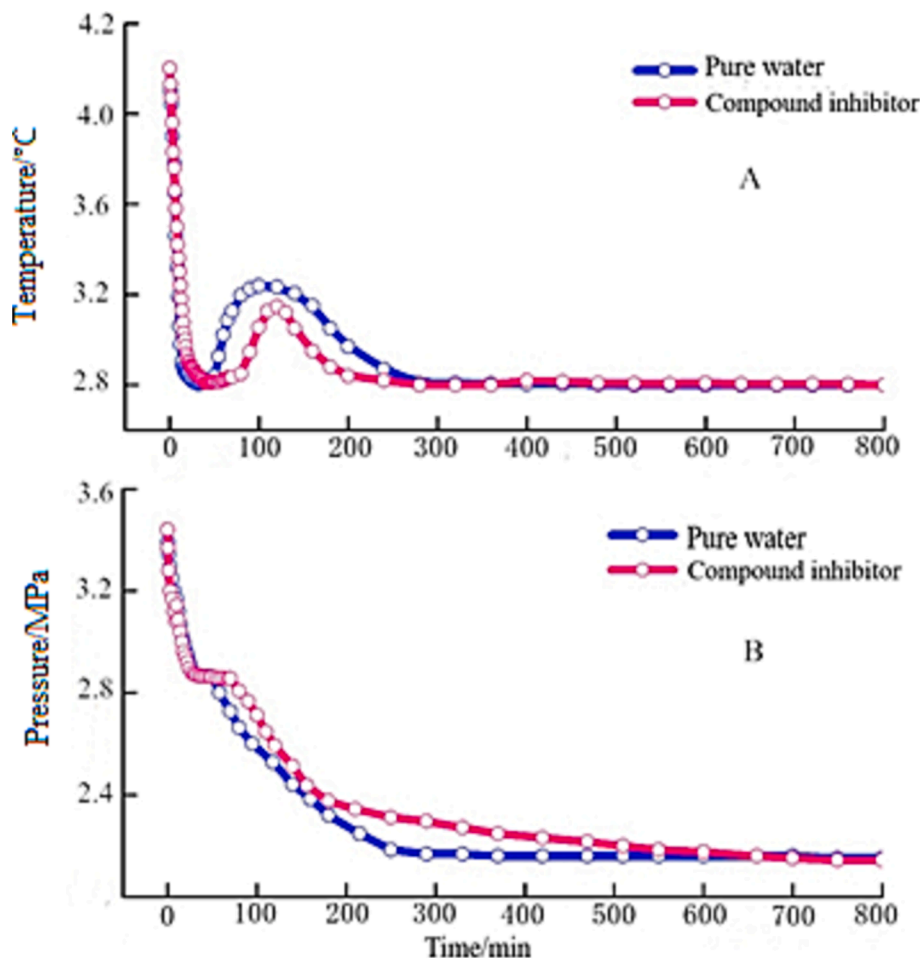 4.2
4.0
3.6
3.2
2.8
Temperature/°C
Pure water
Compound inhibitor
A
0 100 200 300 400 500 600 700 800
3.6
3.2
2.8
2.4
Pressure/MPa
Pure water
Compound inhibitor
B
0 100 200 300 400 500 600 700 800
Time/min